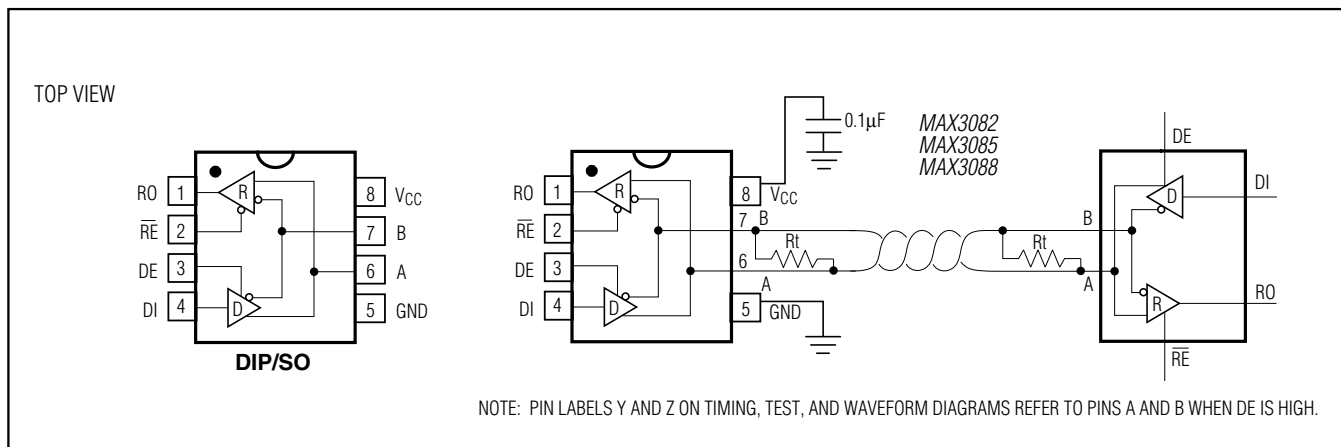 TOP VIEW
RO 1
RE 2
DE 3
DI 4
R
D
8 VCC
7 B
6 A
5 GND
DIP/SO
RO 1
RE 2
DE 3
DI 4
R
D
8
VCC
0.1µF
7 B
6
A
5
GND
Rt
MAX3082
MAX3085
MAX3088
Rt
B
A
DE
D
DI
R
RO
RE
NOTE: PIN LABELS Y AND Z ON TIMING, TEST, AND WAVEFORM DIAGRAMS REFER TO PINS A AND B WHEN DE IS HIGH.